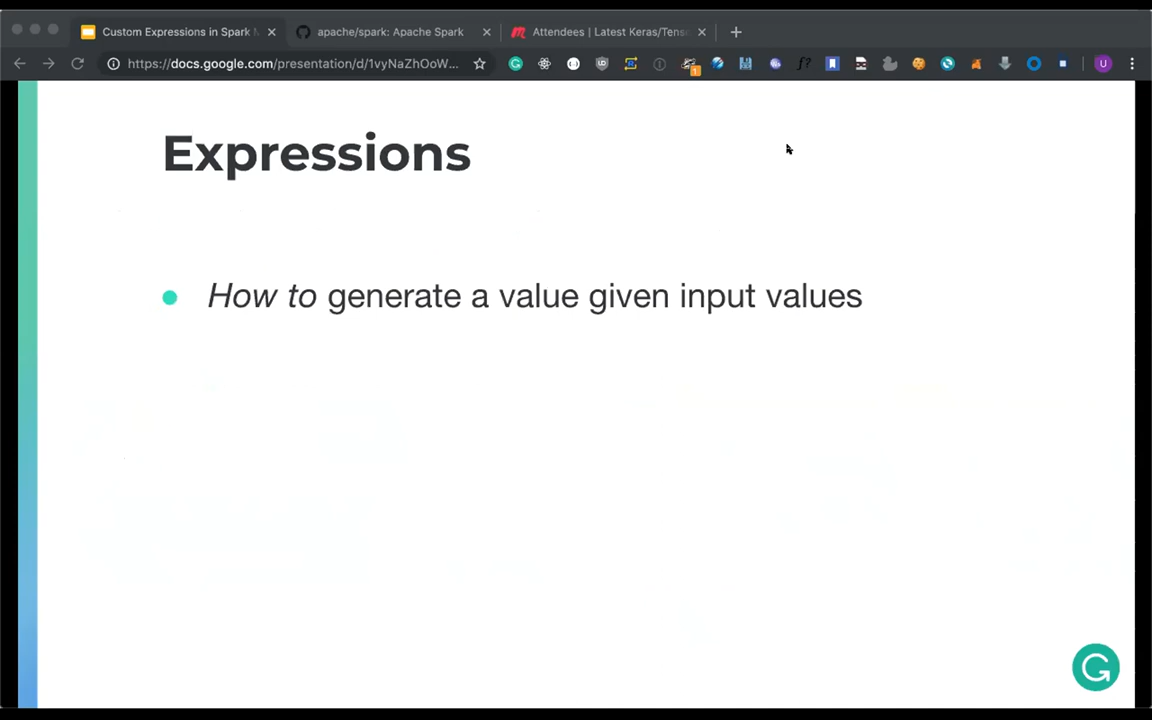 Custom Expressions in Spark
apache/spark: Apache Spark
Attendees | Latest Keras/Tens
https://docs.google.com/presentation/d/1vyNaZhOoW...
1
f?
U
Expressions
How to generate a value given input values